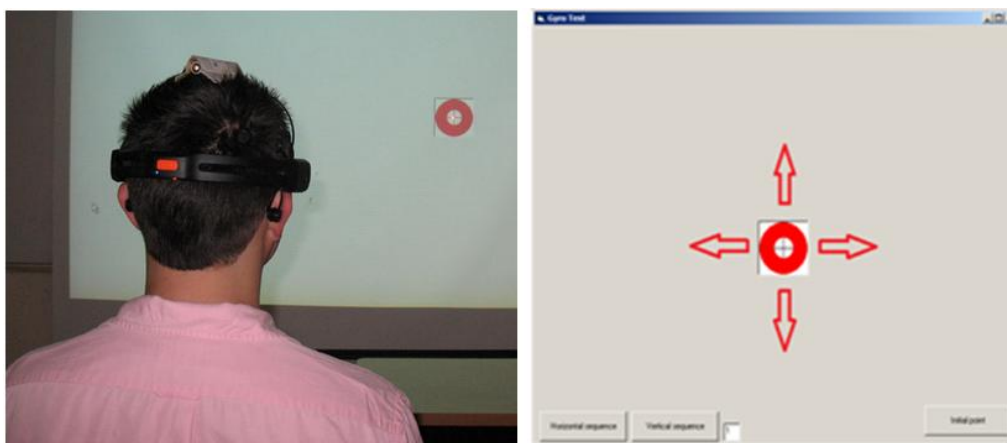 Gyro Test
Horizontal sequence
Vertical sequence
Initial point